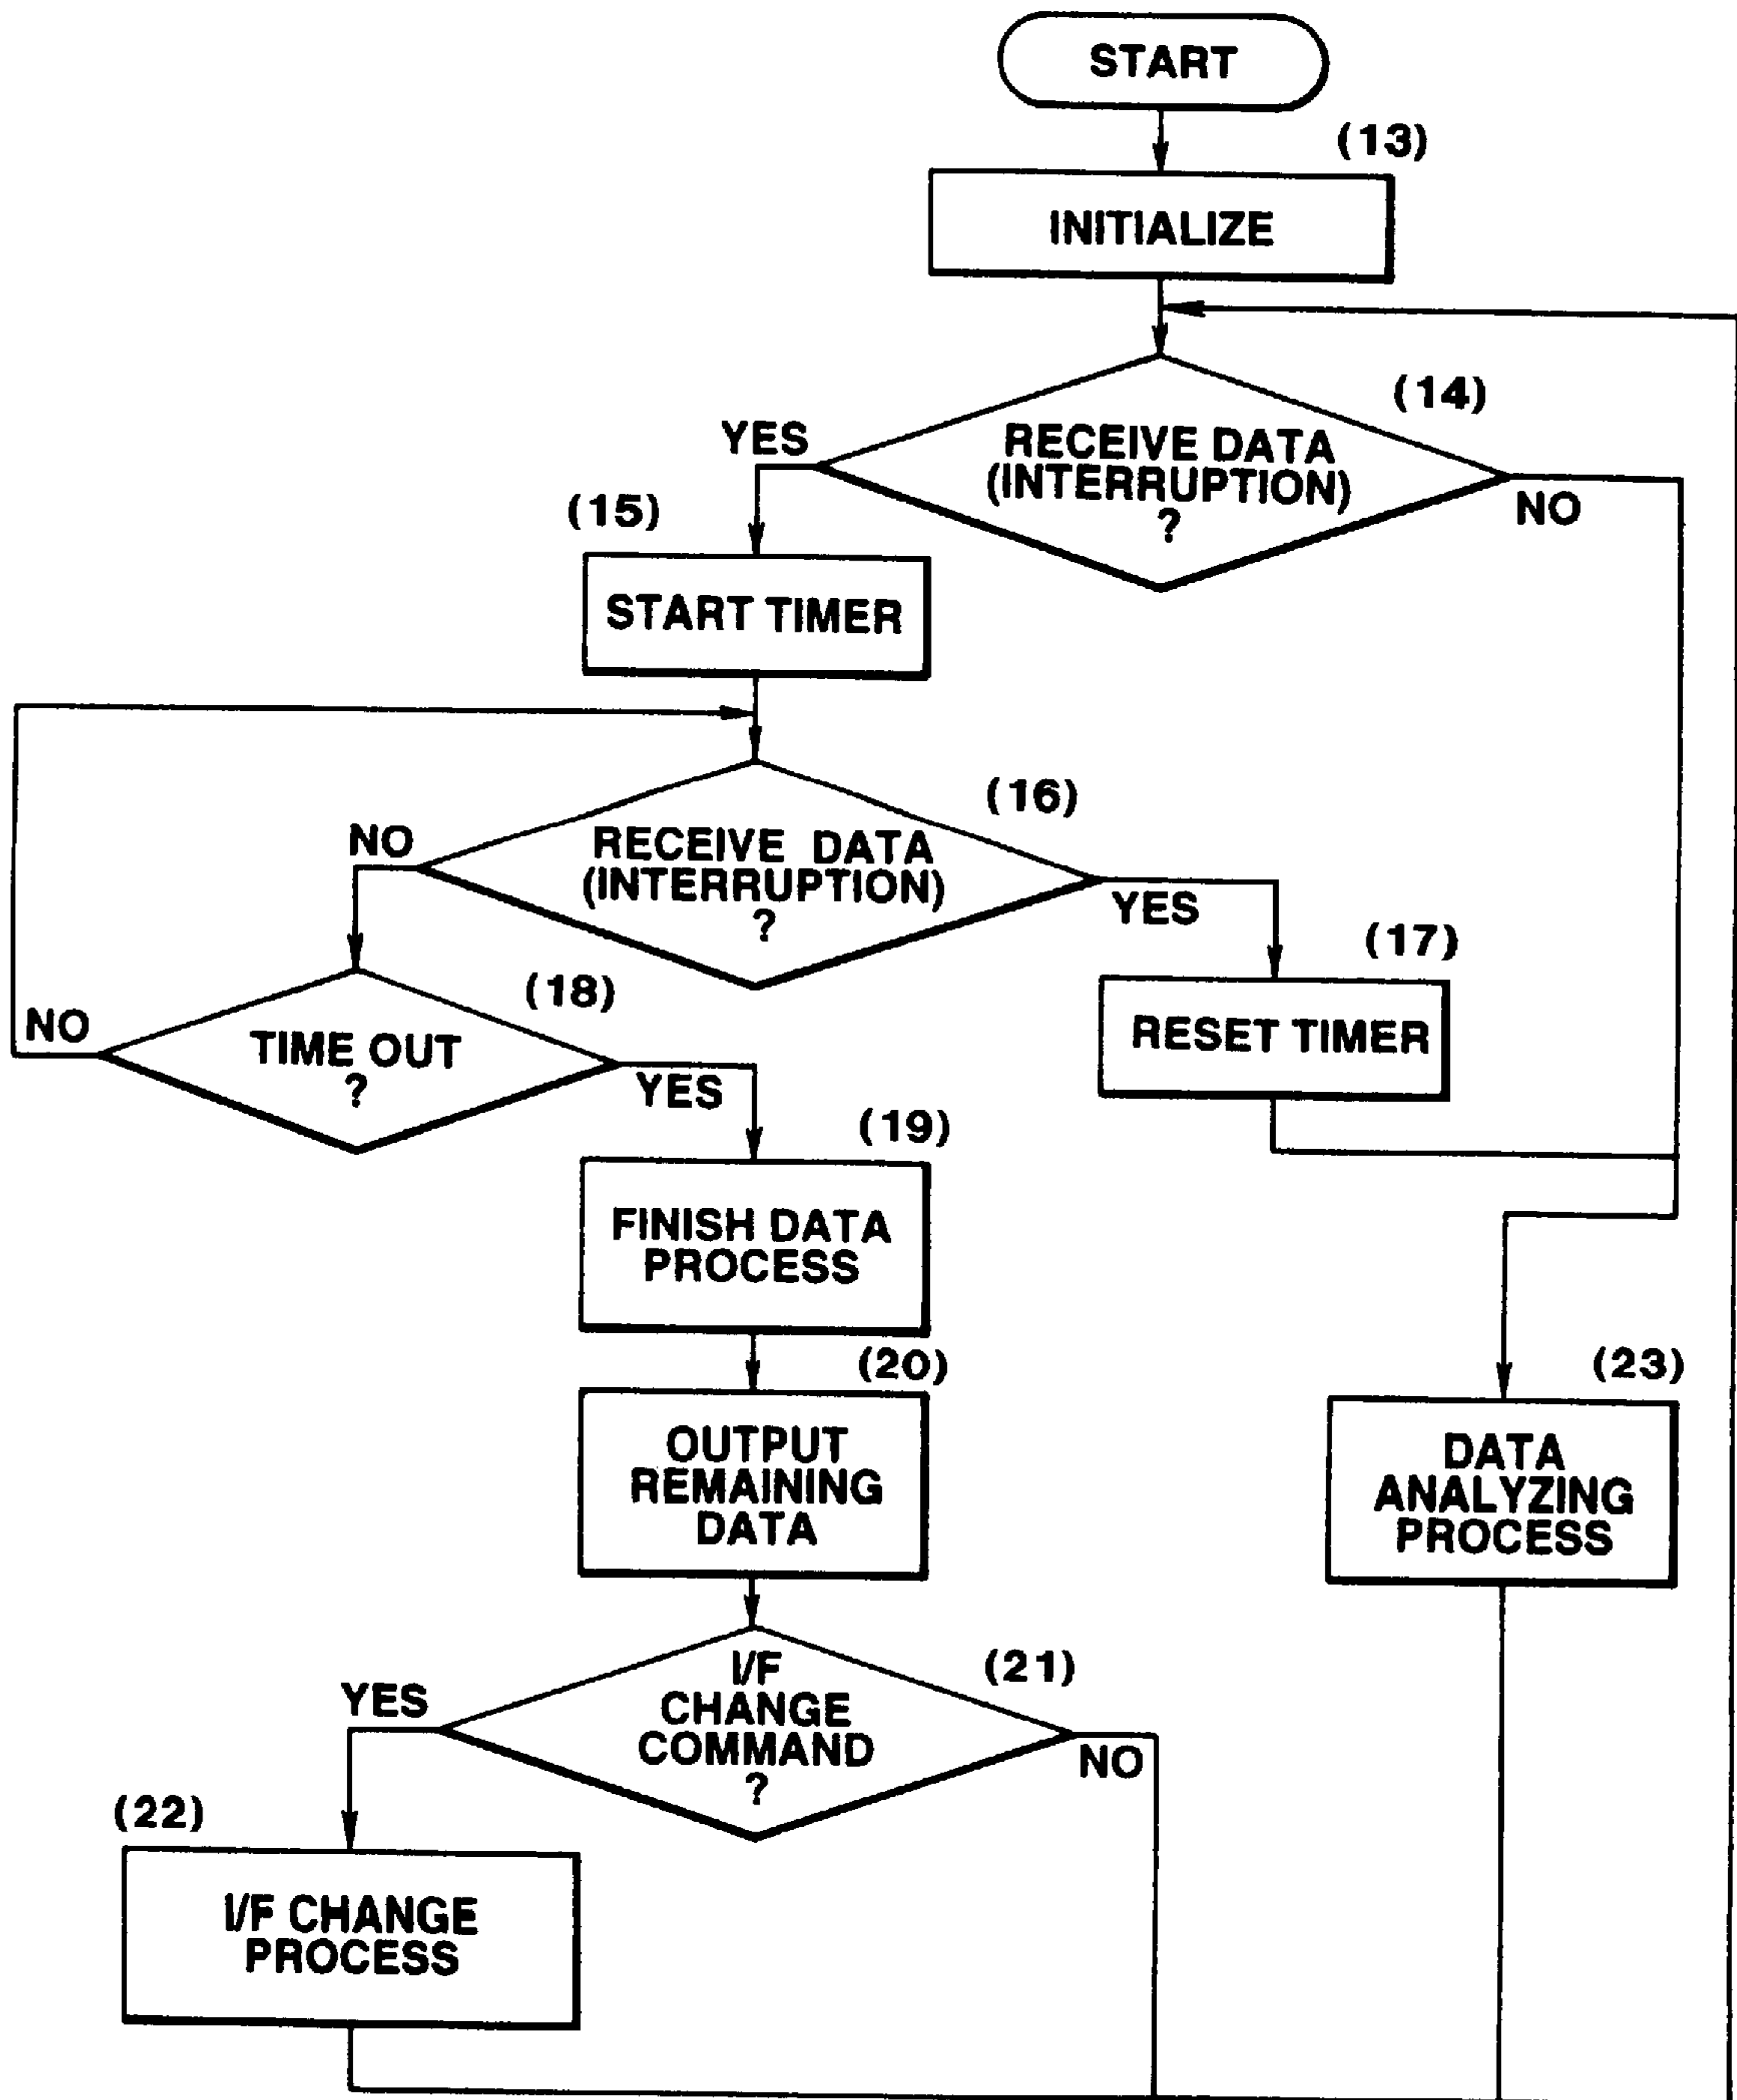 START
(13)
INITIALIZE
(14)
YES
RECEIVE DATA
(INTERRUPTION)
?
NO
(15)
START TIMER
(16)
NO
RECEIVE DATA
(INTERRUPTION)
?
YES
(17)
RESET TIMER
(18)
NO
TIME OUT
?
YES
(19)
FINISH DATA
PROCESS
(20)
OUTPUT
REMAINING
DATA
(23)
DATA
ANALYZING
PROCESS
(21)
YES
I/F
CHANGE
COMMAND
?
NO
(22)
I/F CHANGE
PROCESS